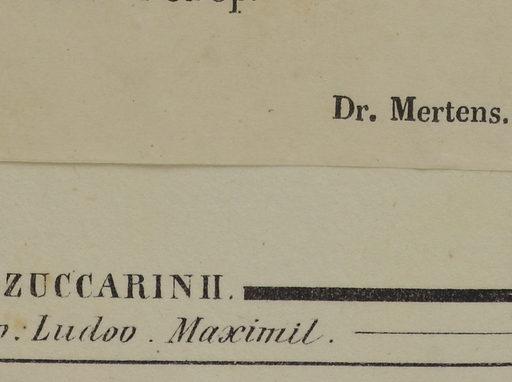 Dr. Mertens.
ZUCCARINII.
Ludov. Maximil.